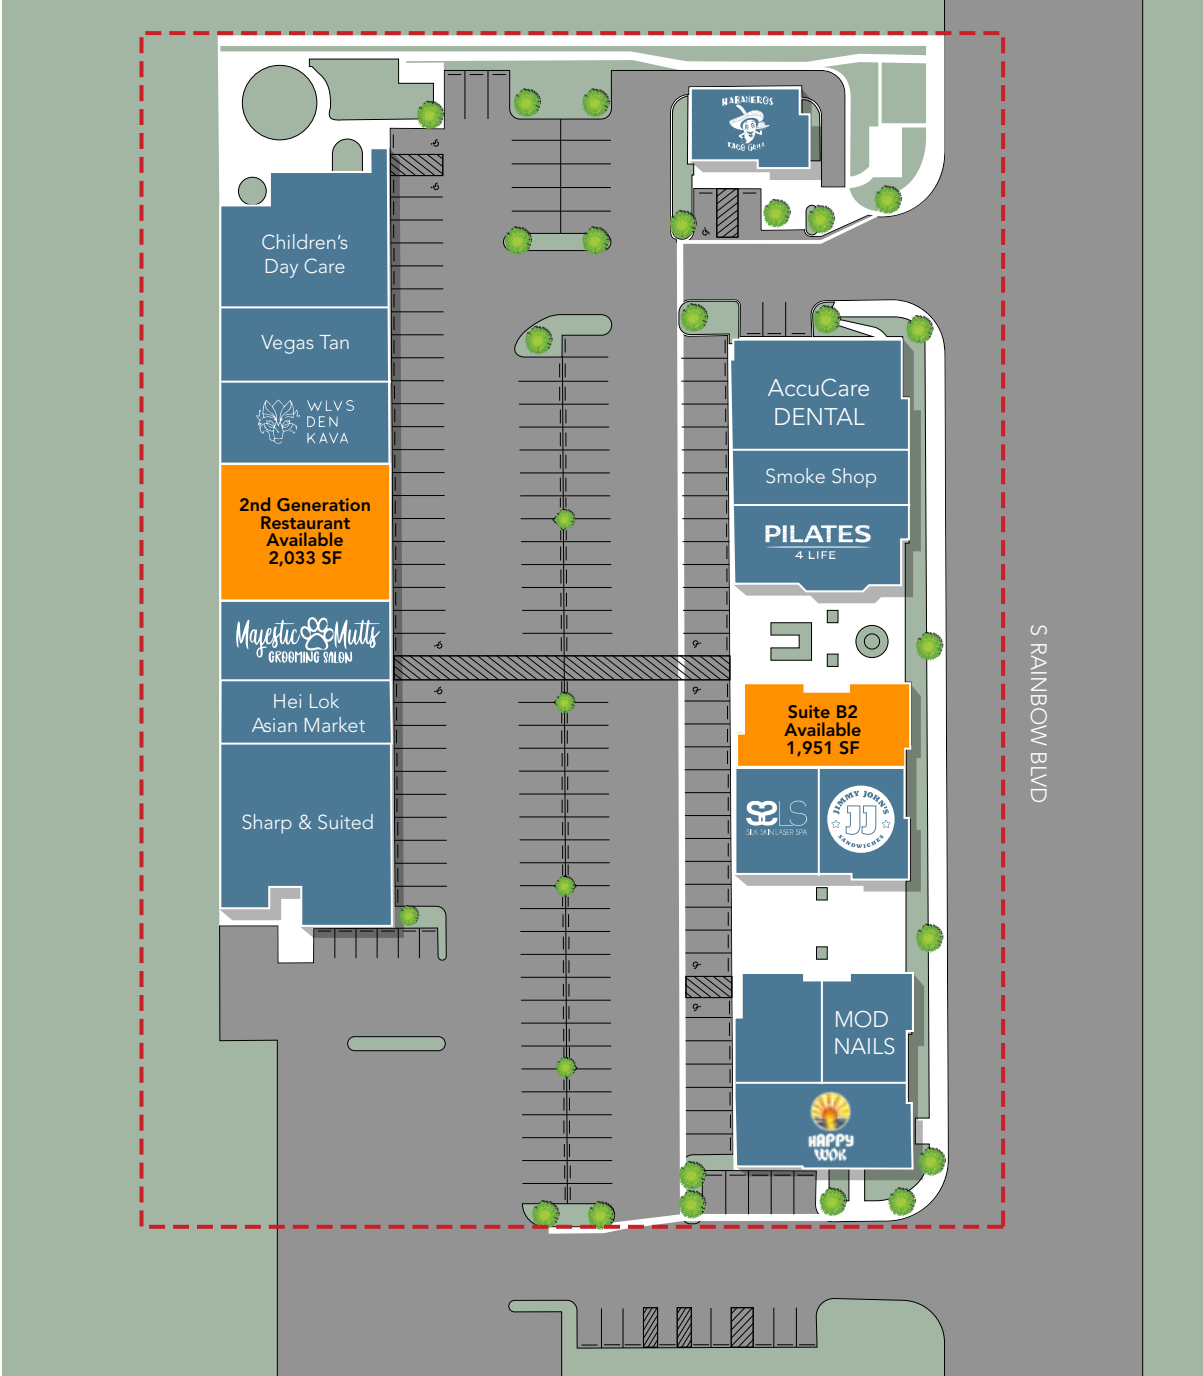 HABANEROS
TACO GRILL
Children's
Day Care
Vegas Tan
WLVS
DEN
KAVA
2nd Generation
Restaurant
Available
2,033 SF
Majestic Mutts
GROOMING SALON
Hei Lok
Asian Market
Sharp & Suited
AccuCare
DENTAL
Smoke Shop
PILATES
4 LIFE
Suite B2
Available
1,951 SF
SSLS
SILK SKIN LASER SPA
JIMMY JOHN'S
JJ
SANDWICHES
MOD
NAILS
HAPPY
WOK
S RAINBOW BLVD